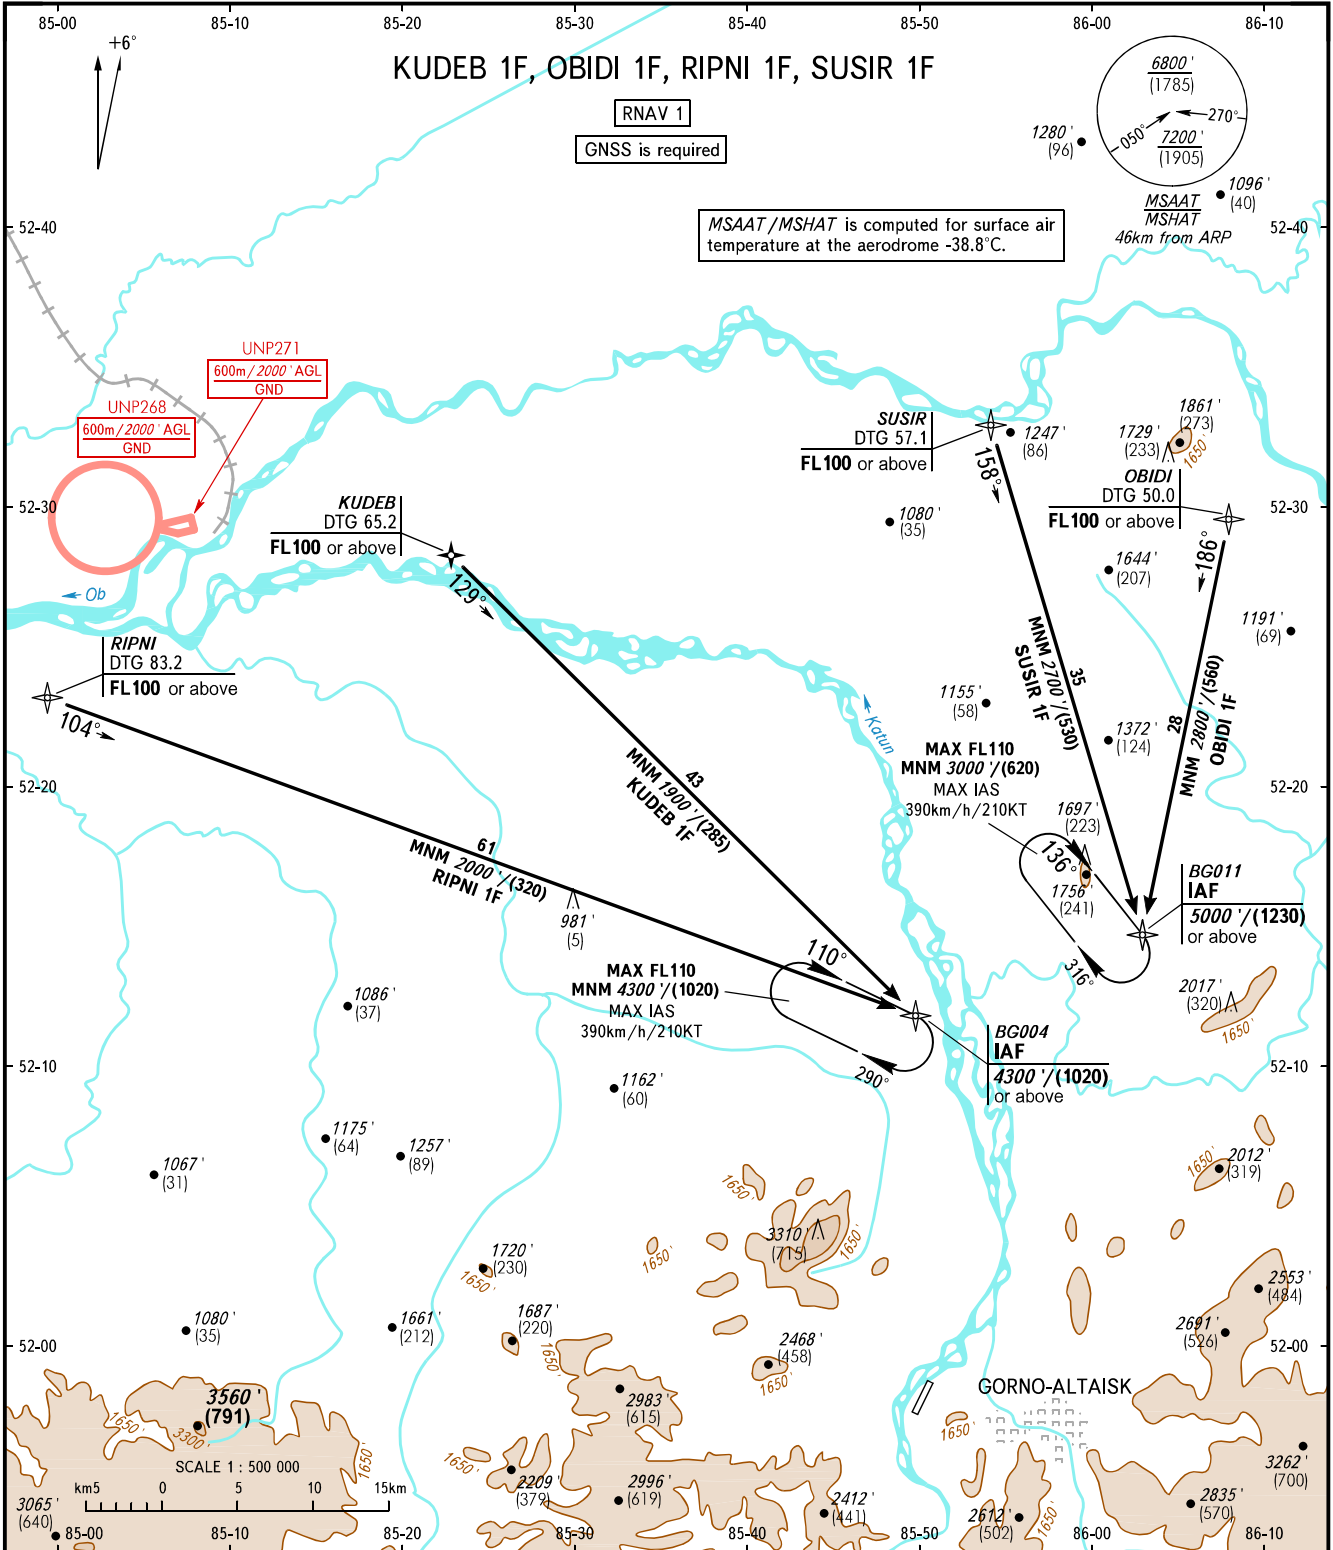 85-00
85-10
85-20
85-30
85-40
85-50
86-00
86-10
+6°
KUDEB 1F, OBIDI 1F, RIPNI 1F, SUSIR 1F
RNAV 1
GNSS is required
6800'
(1785)
050°
270°
7200'
(1905)
MSAAT
MSHAT
46km from ARP
1280'
(96)
1096'
(40)
MSAAT/MSHAT is computed for surface air
temperature at the aerodrome -38.8°C.
52-40
52-40
UNP271
600m/2000' AGL
GND
UNP268
600m/2000' AGL
GND
SUSIR
DTG 57.1
FL100 or above
1247'
(86)
158°
1861'
(273)
1729'
(233)
1650'
OBIDI
DTG 50.0
FL100 or above
186°
52-30
52-30
KUDEB
DTG 65.2
FL100 or above
129°
1080'
(35)
1644'
(207)
1191'
(69)
Ob
RIPNI
DTG 83.2
FL100 or above
104°
35
MNM 2700'/(530)
SUSIR 1F
28
MNM 2800'/(560)
OBIDI 1F
1155'
(58)
Katun
1372'
(124)
MAX FL110
MNM 3000'/(620)
MAX IAS
390km/h/210KT
52-20
52-20
43
MNM 1900'/(285)
KUDEB 1F
61
MNM 2000'/(320)
RIPNI 1F
1697'
(223)
136°
1756'
(241)
316°
BG011
IAF
5000'/(1230)
or above
981'
(5)
110°
MAX FL110
MNM 4300'/(1020)
MAX IAS
390km/h/210KT
290°
2017'
(320)
1650'
1086'
(37)
BG004
IAF
4300'/(1020)
or above
52-10
52-10
1162'
(60)
1175'
(64)
1257'
(89)
1067'
(31)
1650'
2012'
(319)
1650'
3310'
(715)
1650'
1650'
1720'
(230)
1650'
2553'
(484)
1080'
(35)
1661'
(212)
1687'
(220)
1650'
2691'
(526)
52-00
52-00
2468'
(458)
1650'
3560'
(791)
1650'
3300'
1650'
2983'
(615)
GORNO-ALTAISK
1650'
SCALE 1 : 500 000
km5
0
5
10
15km
1650'
2209'
(379)
2996'
(619)
3262'
(700)
3065'
(640)
2412'
(441)
2612'
(502)
1650'
2835'
(570)
85-00
85-10
85-20
85-30
85-40
85-50
86-00
86-10